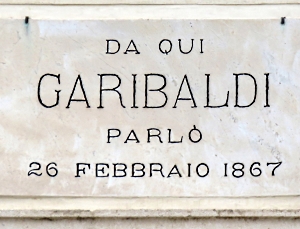 DA QUI
GARIBALDI
PARLÒ
26 FEBBRAIO 1867